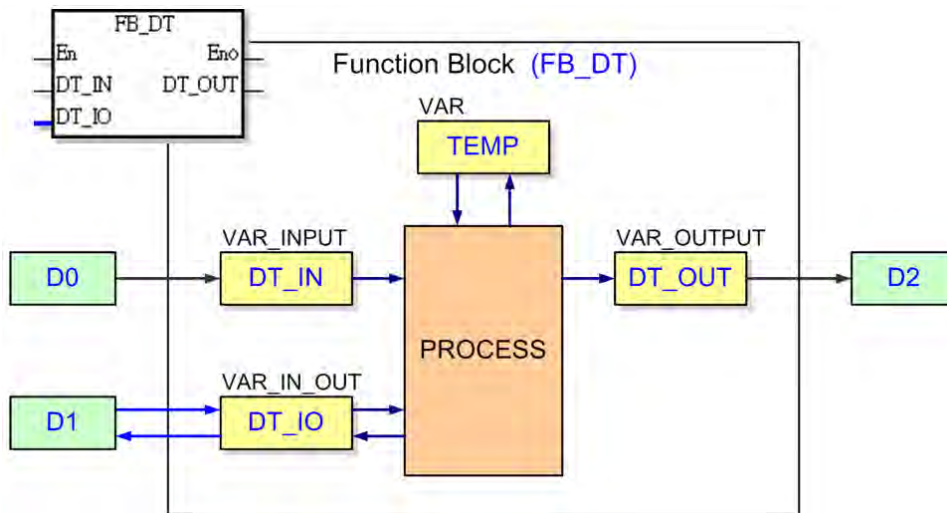 FB_DT
En Eno
DT_IN DT_OUT
DT_IO
Function Block (FB_DT)
VAR
TEMP
VAR_INPUT VAR_OUTPUT
D0 DT_IN DT_OUT D2
PROCESS
VAR_IN_OUT
D1 DT_IO